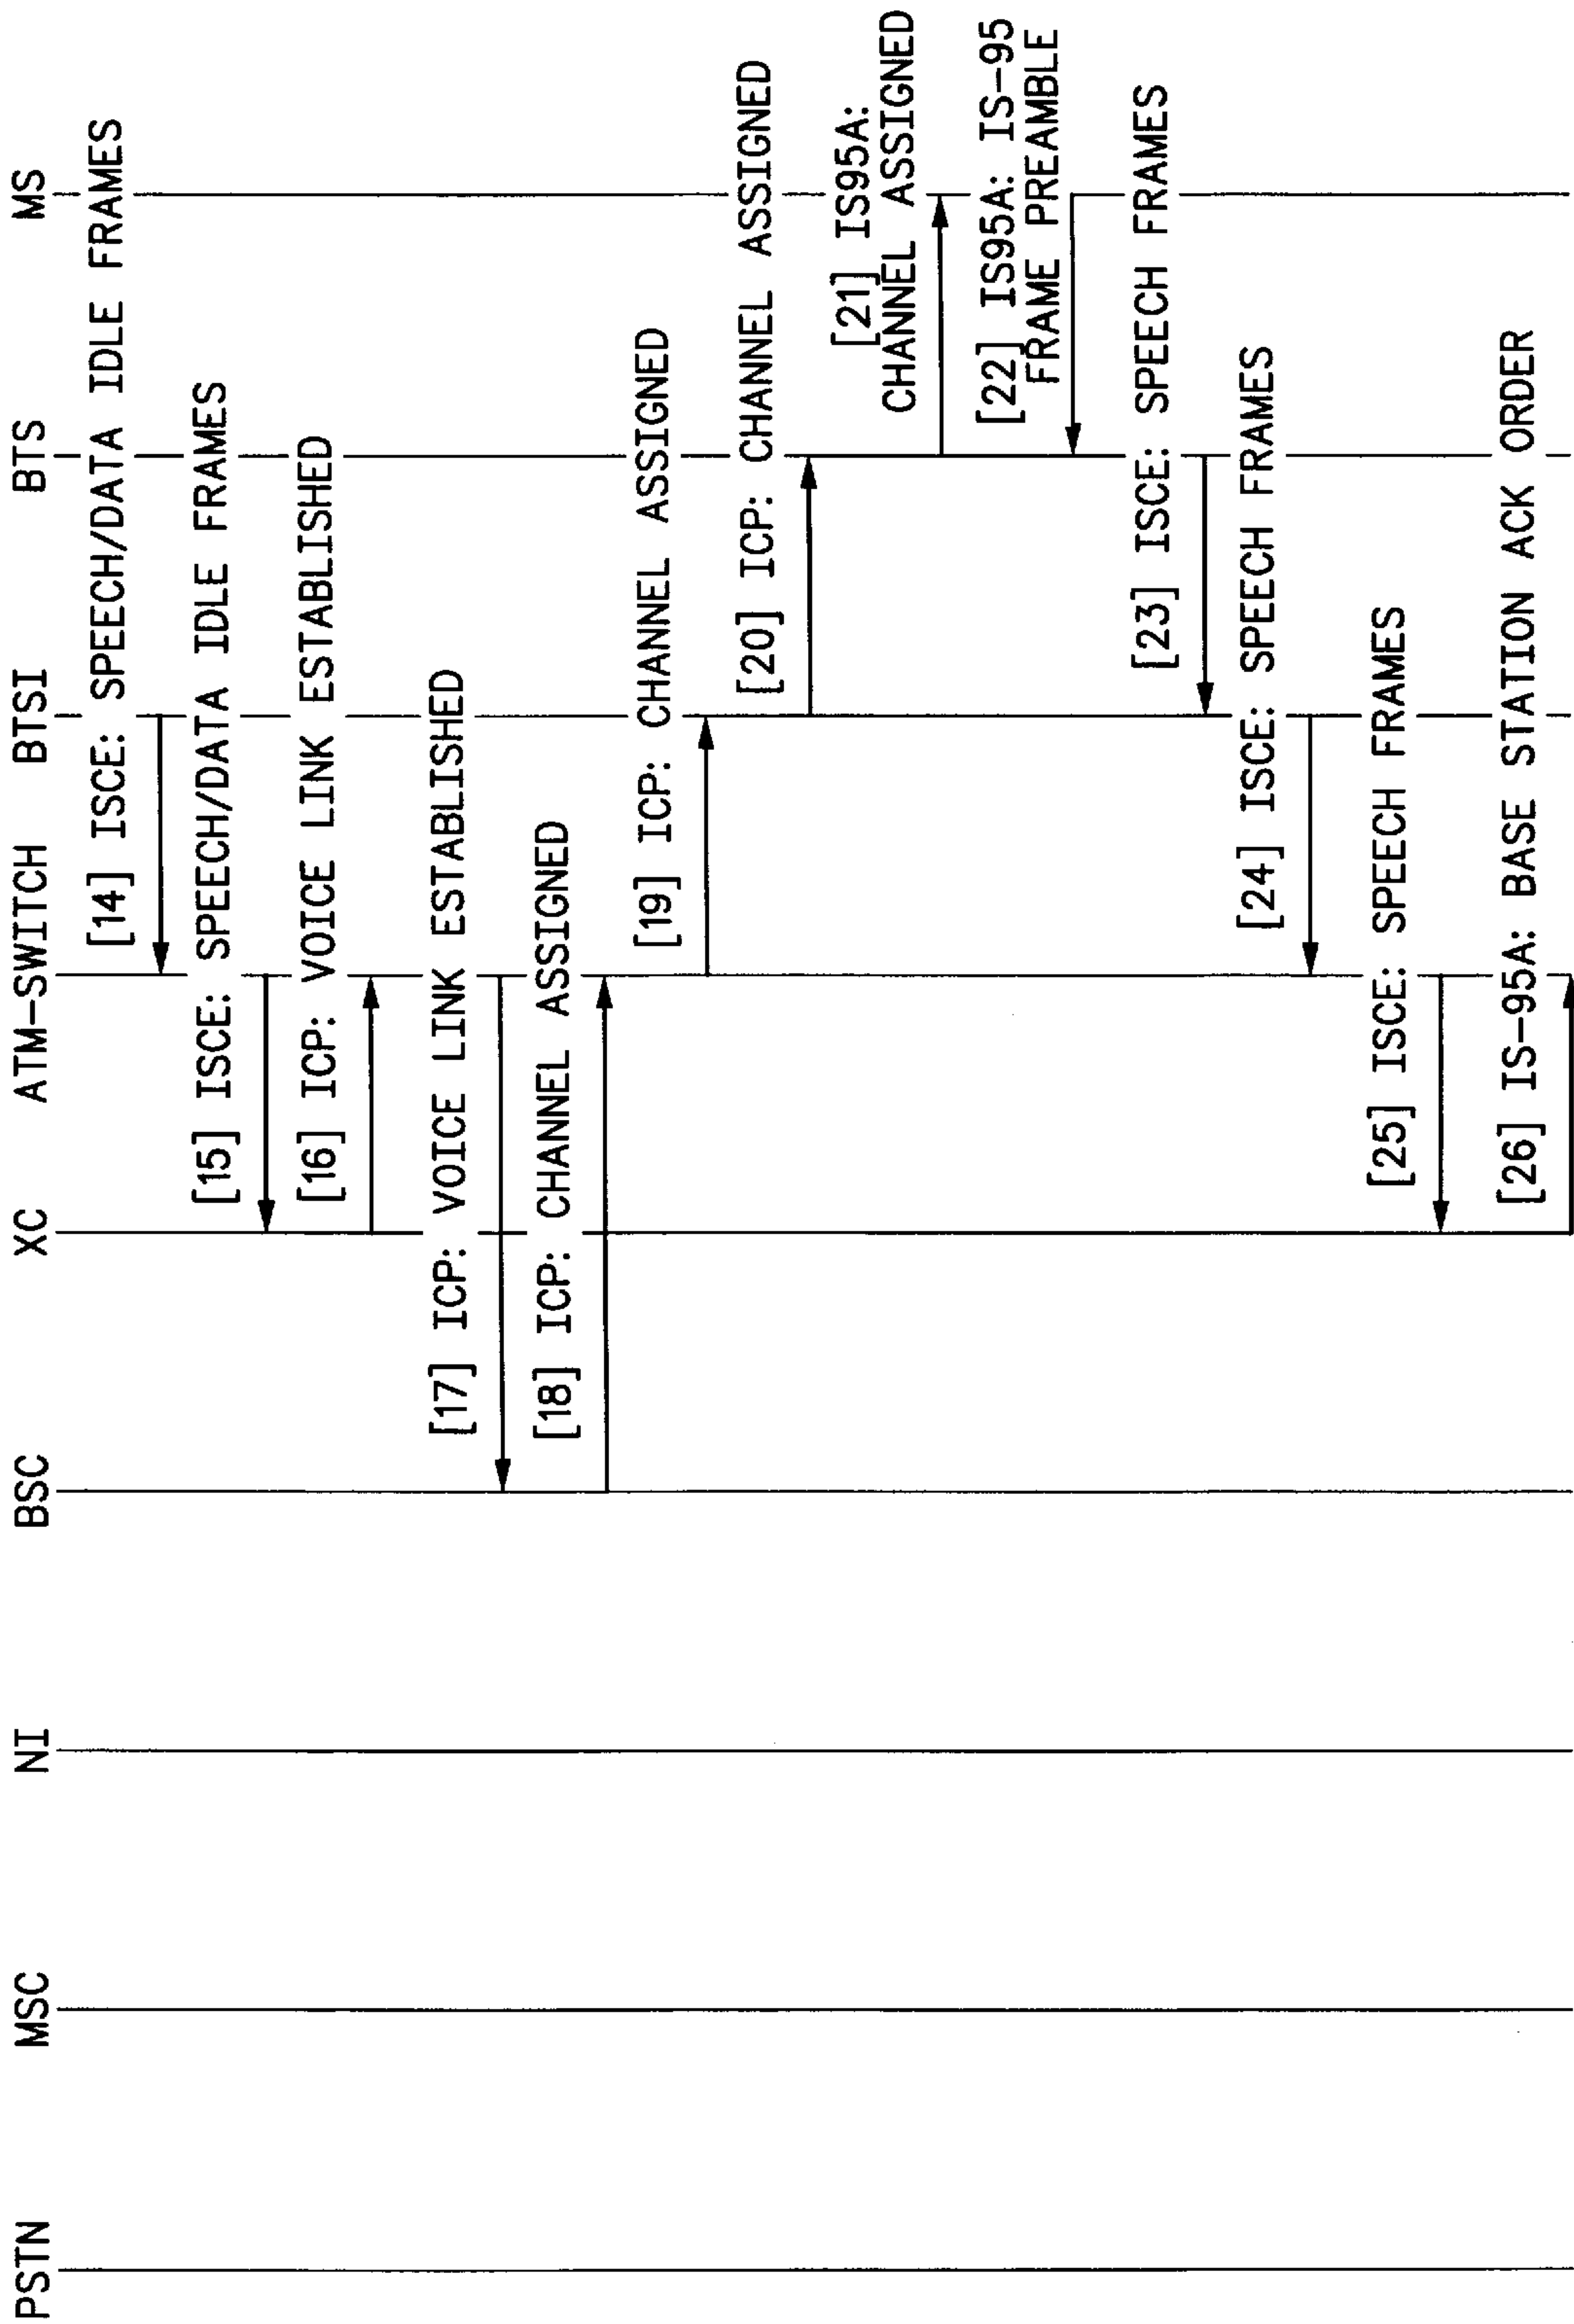 PSTN MSC NI BSC XC ATM-SWITCH BTSI BTS MS
[14] ISCE: SPEECH/DATA IDLE FRAMES
[15] ISCE: SPEECH/DATA IDLE FRAMES
[16] ICP: VOICE LINK ESTABLISHED
[17] ICP: VOICE LINK ESTABLISHED
[18] ICP: CHANNEL ASSIGNED
[19] ICP: CHANNEL ASSIGNED
[20] ICP: CHANNEL ASSIGNED
[21] IS95A:
CHANNEL ASSIGNED
[22] IS95A: IS-95
FRAME PREAMBLE
[23] ISCE: SPEECH FRAMES
[24] ISCE: SPEECH FRAMES
[25] ISCE: SPEECH FRAMES
[26] IS-95A: BASE STATION ACK ORDER